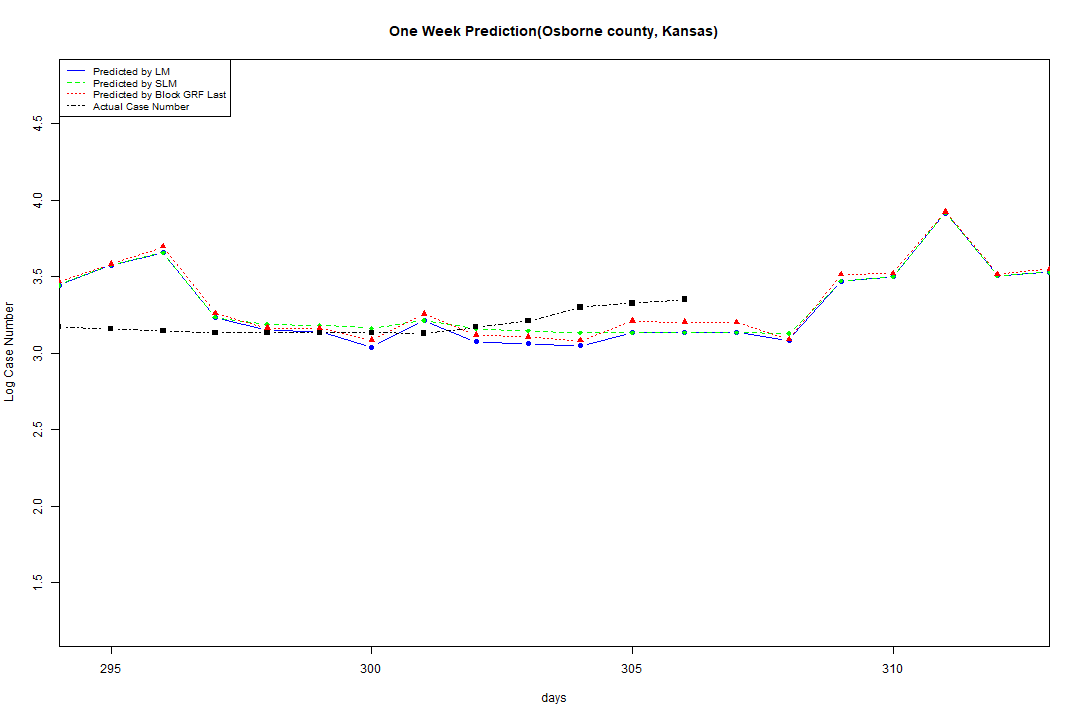 One Week Prediction(Osborne county, Kansas)
Predicted by LM
Predicted by SLM
Predicted by Block GRF Last
Actual Case Number
4.5
4.0
3.5
3.0
2.5
2.0
1.5
Log Case Number
295 300 305 310
days